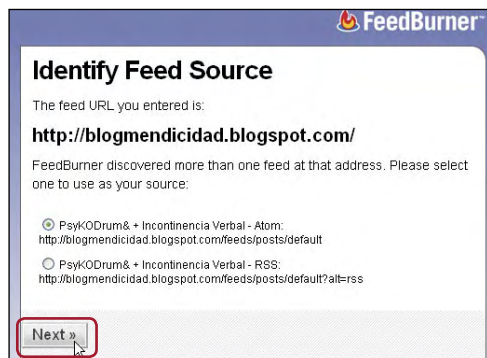 FeedBurner™
Identify Feed Source
The feed URL you entered is:
http://blogmendicidad.blogspot.com/
FeedBurner discovered more than one feed at that address. Please select
one to use as your source:
PsyKODrum& + Incontinencia Verbal - Atom:
http://blogmendicidad.blogspot.com/feeds/posts/default
PsyKODrum& + Incontinencia Verbal - RSS:
http://blogmendicidad.blogspot.com/feeds/posts/default?alt=rss
Next »